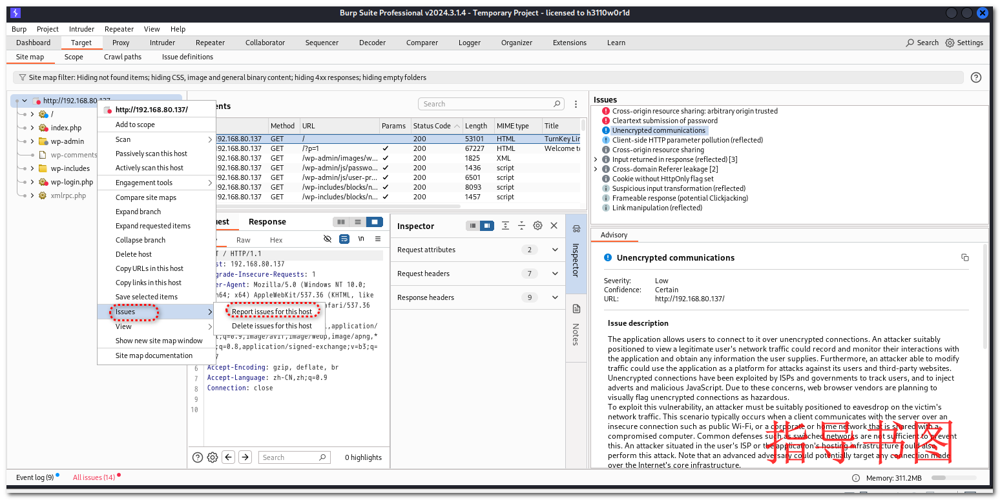 Burp Suite Professional v2024.3.1.4 - Temporary Project - licensed to h3110w0r1d
Burp Project Intruder Repeater View Help
Dashboard Target Proxy Intruder Repeater Collaborator Sequencer Decoder Comparer Logger Organizer Extensions Learn Search Settings
Site map Scope Crawl paths Issue definitions
Site map filter: Hiding not found items; hiding CSS, image and general binary content; hiding 4xx responses; hiding empty folders
http://192.168.80.137
/
index.php
wp-admin
wp-comments
wp-includes
wp-login.php
xmlrpc.php
http://192.168.80.137/
Add to scope
Scan
Passively scan this host
Actively scan this host
Engagement tools
Compare site maps
Expand branch
Expand requested items
Collapse branch
Delete host
Copy URLs in this host
Copy links in this host
Save selected items
Issues
View
Show new site map window
Site map documentation
Report issues for this host
Delete issues for this host
ents
Search
Method URL Params Status Code Length MIME type Title
192.168.80.137 GET / 200 53101 HTML TurnKey Lin
192.168.80.137 GET /?p=1 200 67227 HTML Welcome to
192.168.80.137 GET /wp-admin/images/w... 200 1825 XML
192.168.80.137 GET /wp-admin/js/passwo... 200 1436 script
192.168.80.137 GET /wp-admin/js/user-pr... 200 6501 script
192.168.80.137 GET /wp-includes/blocks/n... 200 8093 script
192.168.80.137 GET /wp-includes/blocks/n... 200 1457 script
uest Response
Raw Hex \n
T / HTTP/1.1
st: 192.168.80.137
grade-Insecure-Requests: 1
er-Agent: Mozilla/5.0 (Windows NT 10.0;
n64; x64) AppleWebKit/537.36 (KHTML, like
afari/537.36
l,application/
l;q=0.9,image/avif,image/webp,image/apng,*
;q=0.8,application/signed-exchange;v=b3;q=
7
6 Accept-Encoding: gzip, deflate, br
7 Accept-Language: zh-CN,zh;q=0.9
8 Connection: close
9
10
Search 0 highlights
Inspector
Request attributes 2
Request headers 7
Response headers 9
Inspector
Notes
Issues
Cross-origin resource sharing: arbitrary origin trusted
Cleartext submission of password
Unencrypted communications
Client-side HTTP parameter pollution (reflected)
Cross-origin resource sharing
Input returned in response (reflected) [3]
Cross-domain Referer leakage [2]
Cookie without HttpOnly flag set
Suspicious input transformation (reflected)
Frameable response (potential Clickjacking)
Link manipulation (reflected)
Advisory
Unencrypted communications
Severity: Low
Confidence: Certain
URL: http://192.168.80.137/
Issue description
The application allows users to connect to it over unencrypted connections. An attacker suitably
positioned to view a legitimate user's network traffic could record and monitor their interactions with
the application and obtain any information the user supplies. Furthermore, an attacker able to modify
traffic could use the application as a platform for attacks against its users and third-party websites.
Unencrypted connections have been exploited by ISPs and governments to track users, and to inject
adverts and malicious JavaScript. Due to these concerns, web browser vendors are planning to
visually flag unencrypted connections as hazardous.
To exploit this vulnerability, an attacker must be suitably positioned to eavesdrop on the victim's
network traffic. This scenario typically occurs when a client communicates with the server over an
insecure connection such as public Wi-Fi, or a corporate or home network that is shared with a
compromised computer. Common defenses such as switched networks are not sufficient to prevent
this. An attacker situated in the user's ISP or the application's hosting infrastructure could also
perform this attack. Note that an advanced adversary could potentially target any connection made
over the Internet's core infrastructure.
指导书图
Event log (9) All issues (14) Memory: 311.2MB